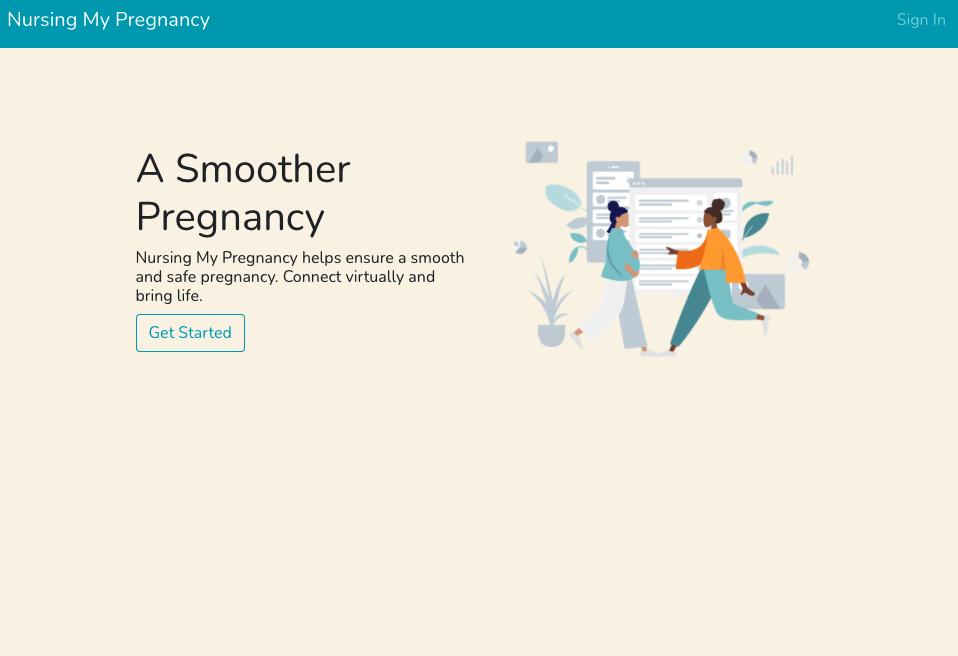 Nursing My Pregnancy
Sign In
A Smoother
Pregnancy
Nursing My Pregnancy helps ensure a smooth
and safe pregnancy. Connect virtually and
bring life.
Get Started